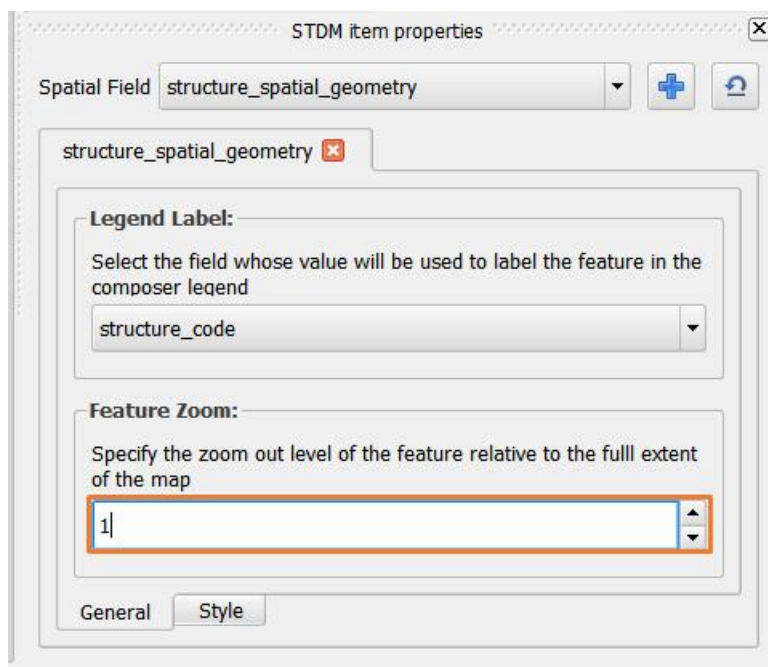 STDM item properties
Spatial Field structure_spatial_geometry
structure_spatial_geometry
Legend Label:
Select the field whose value will be used to label the feature in the
composer legend
structure_code
Feature Zoom:
Specify the zoom out level of the feature relative to the fulll extent
of the map
1
General Style